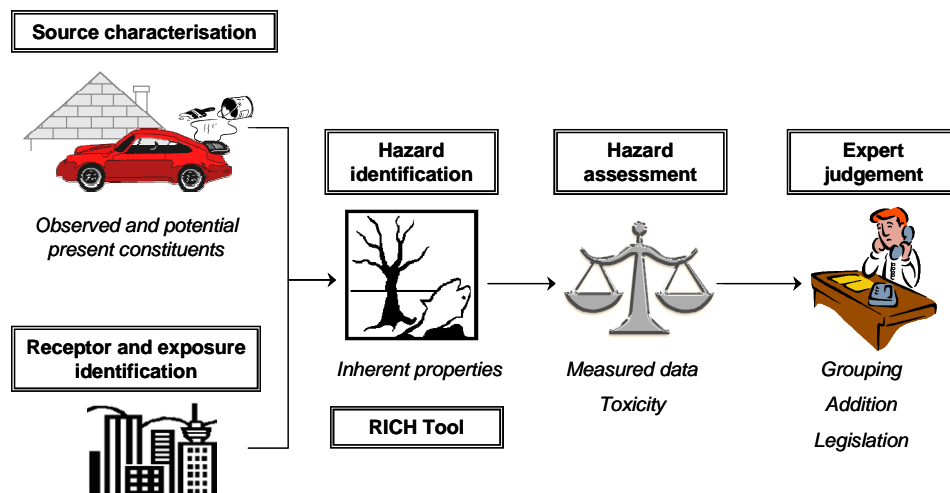 Source characterisation
Observed and potential
present constituents
Receptor and exposure
identification
Hazard
identification
Inherent properties
RICH Tool
Hazard
assessment
Measured data
Toxicity
Expert
judgement
Grouping
Addition
Legislation